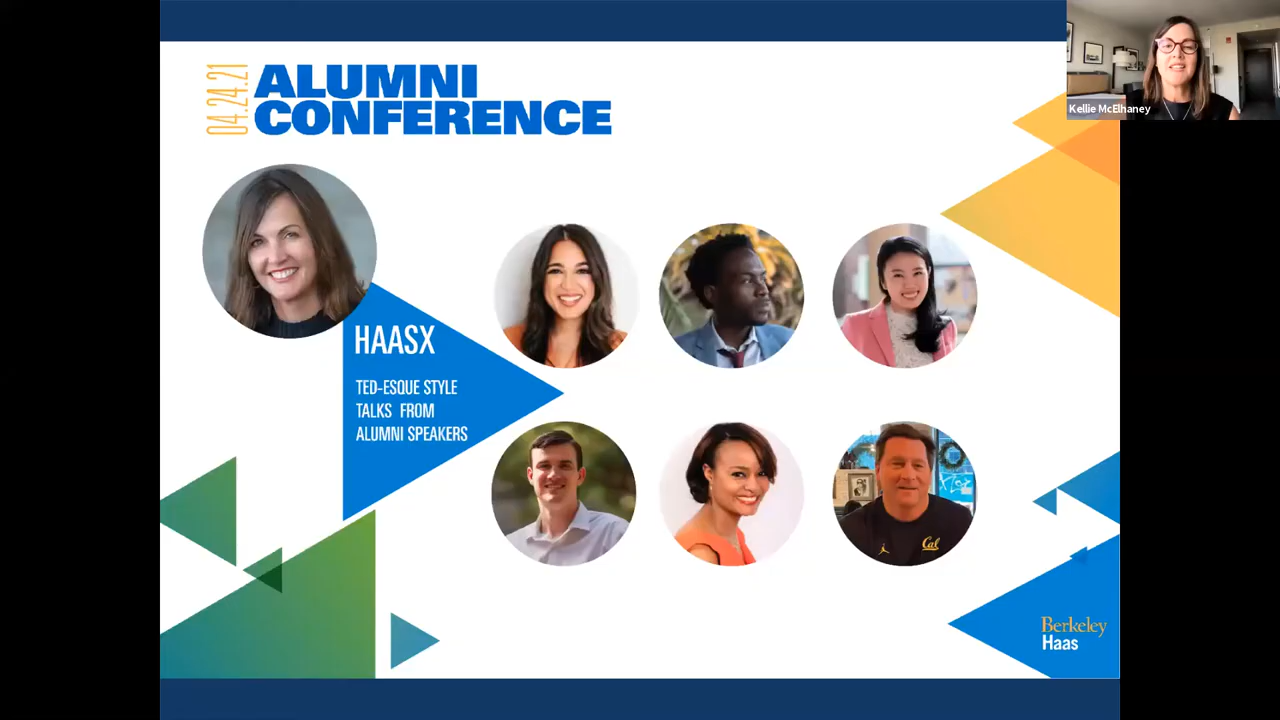 04.24.21
ALUMNI
CONFERENCE
Kellie McElhaney
HAASX
TED-ESQUE STYLE
TALKS FROM
ALUMNI SPEAKERS
Cal
Berkeley
Haas